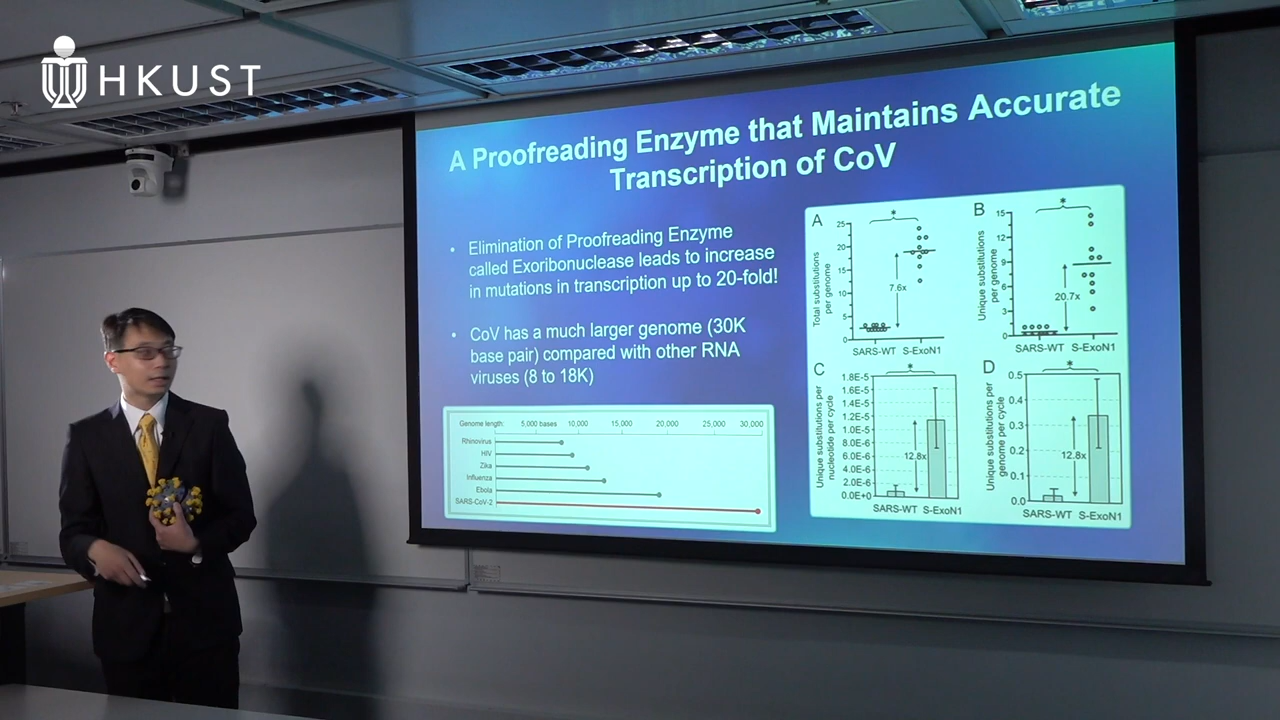 HKUST
A Proofreading Enzyme that Maintains Accurate
Transcription of CoV
• Elimination of Proofreading Enzyme
called Exoribonuclease leads to increase
in mutations in transcription up to 20-fold!
• CoV has a much larger genome (30K
base pair) compared with other RNA
viruses (8 to 18K)
Genome length: 5,000 bases 10,000 15,000 20,000 25,000 30,000
Rhinovirus
HIV
Zika
Influenza
Ebola
SARS-CoV-2
A
Total substitutions
per genome
25
20
15
10
5
0
*
7.6x
SARS-WT S-ExoN1
B
Unique substitutions
per genome
15
12
9
6
3
0
*
20.7x
SARS-WT S-ExoN1
C
Unique substitutions per
nucleotide per cycle
1.8E-5
1.6E-5
1.2E-5
1.0E-5
8.0E-6
6.0E-6
4.0E-6
2.0E-6
0.0E+0
*
12.8x
SARS-WT S-ExoN1
D
Unique substitutions per
genome per cycle
0.5
0.4
0.3
0.2
0.1
0.0
*
12.8x
SARS-WT S-ExoN1